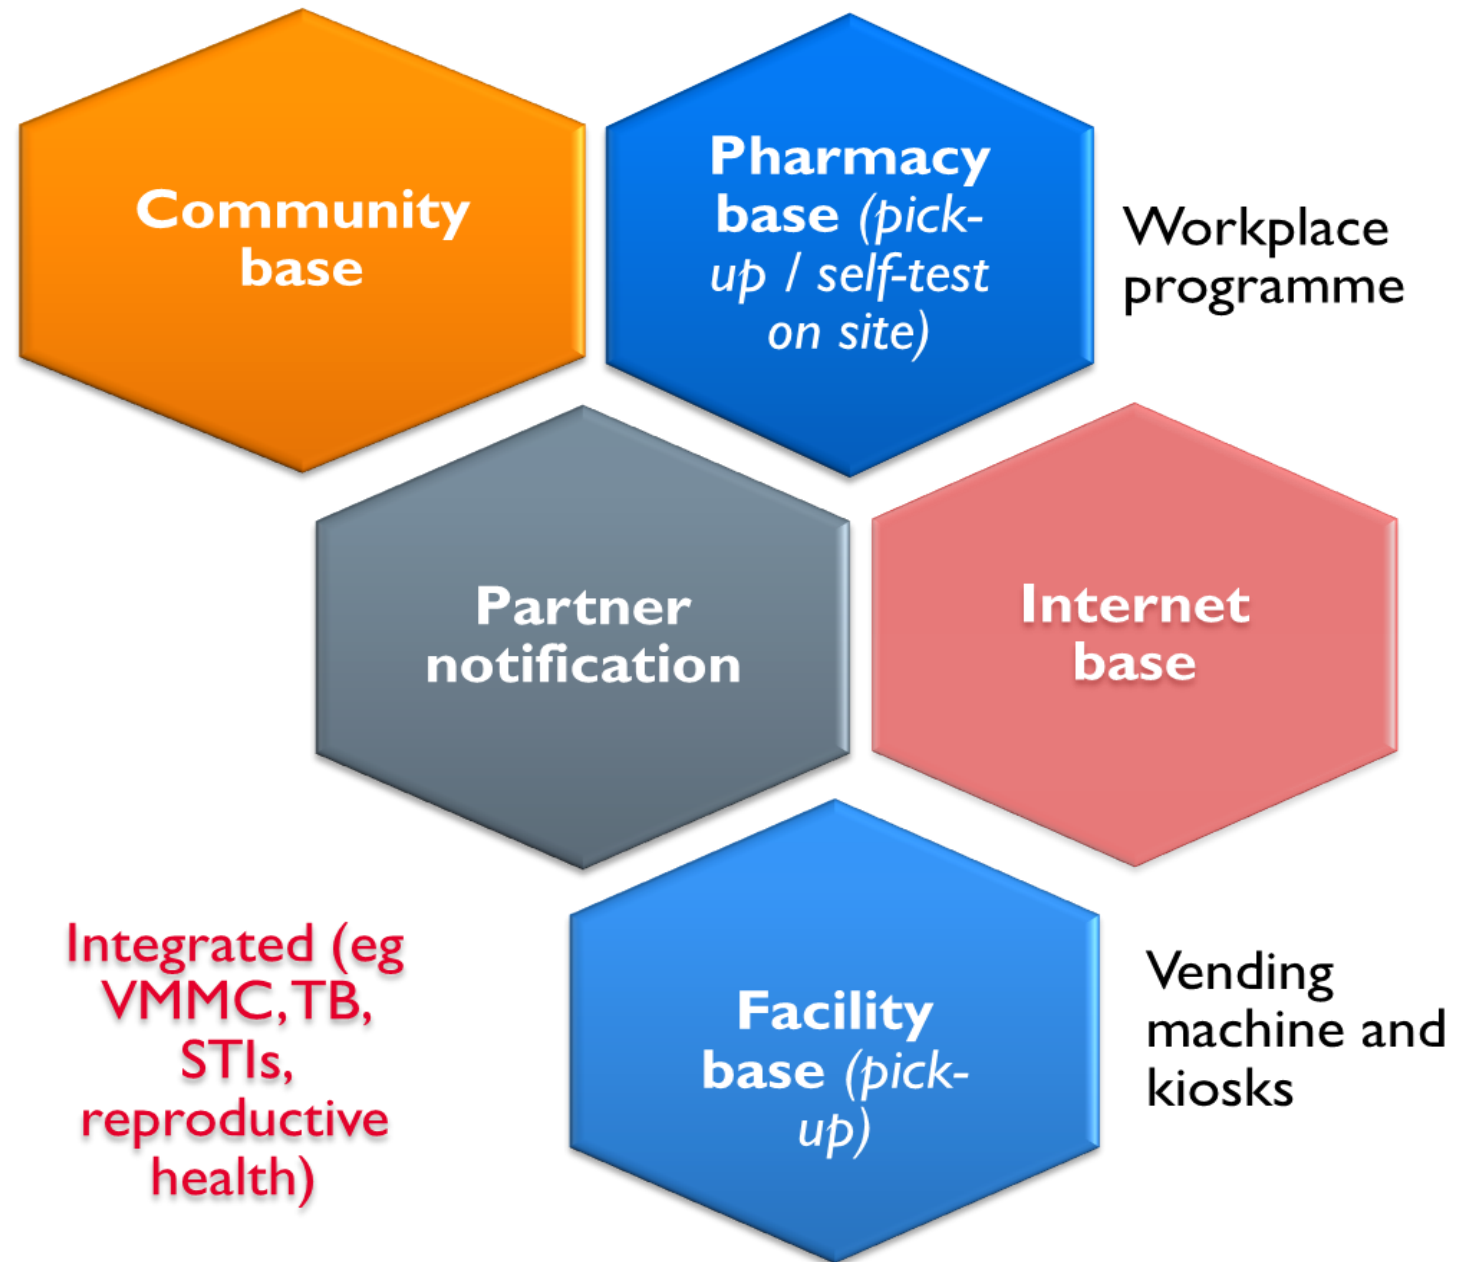 Community
base
Pharmacy
base (pick-
up / self-test
on site)
Workplace
programme
Partner
notification
Internet
base
Integrated (eg
VMMC, TB,
STIs,
reproductive
health)
Facility
base (pick-
up)
Vending
machine and
kiosks